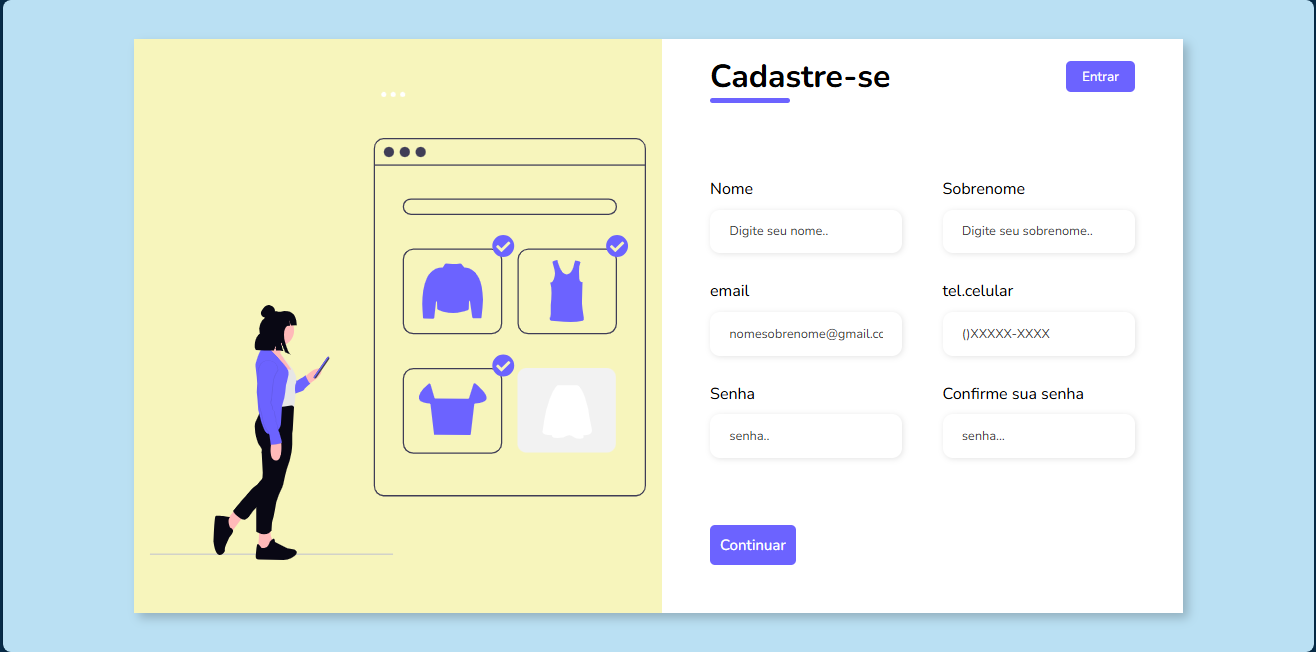 Cadastre-se
Entrar
Nome
Sobrenome
Digite seu nome..
Digite seu sobrenome..
email
tel.celular
nomesobrenome@gmail.cc
()XXXXX-XXXX
Senha
Confirme sua senha
senha..
senha...
Continuar